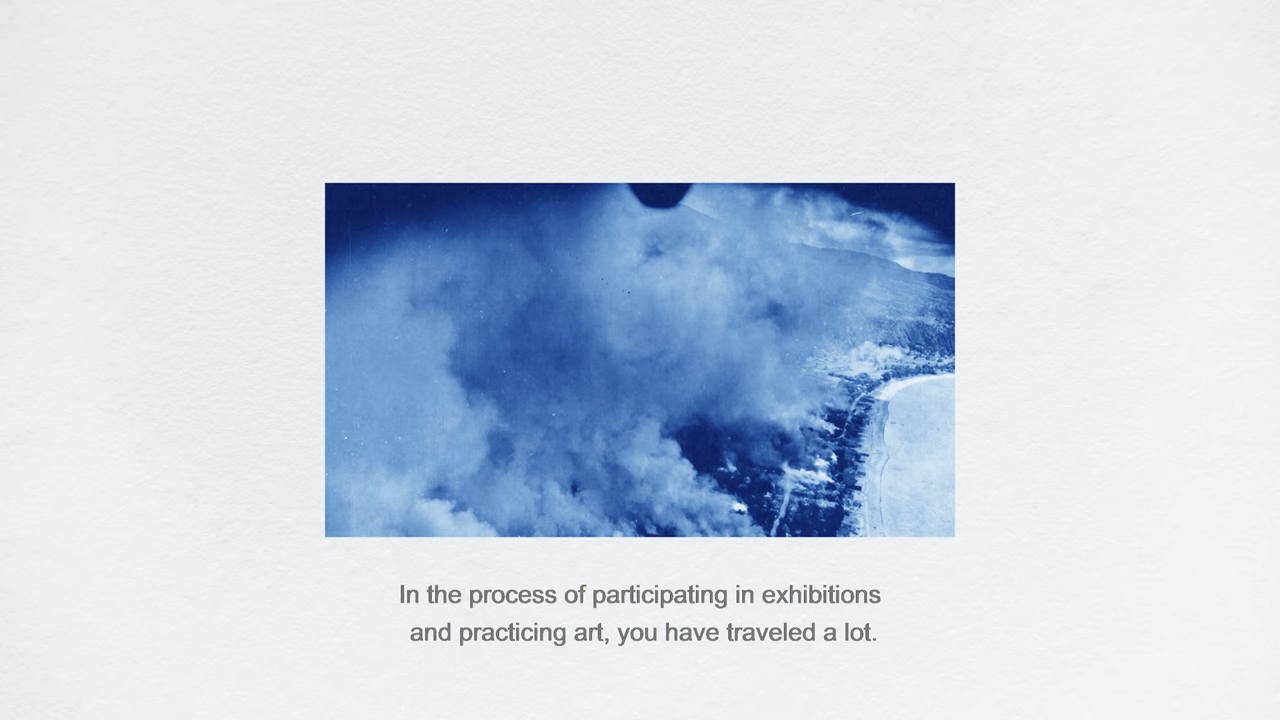 In the process of participating in exhibitions
and practicing art, you have traveled a lot.